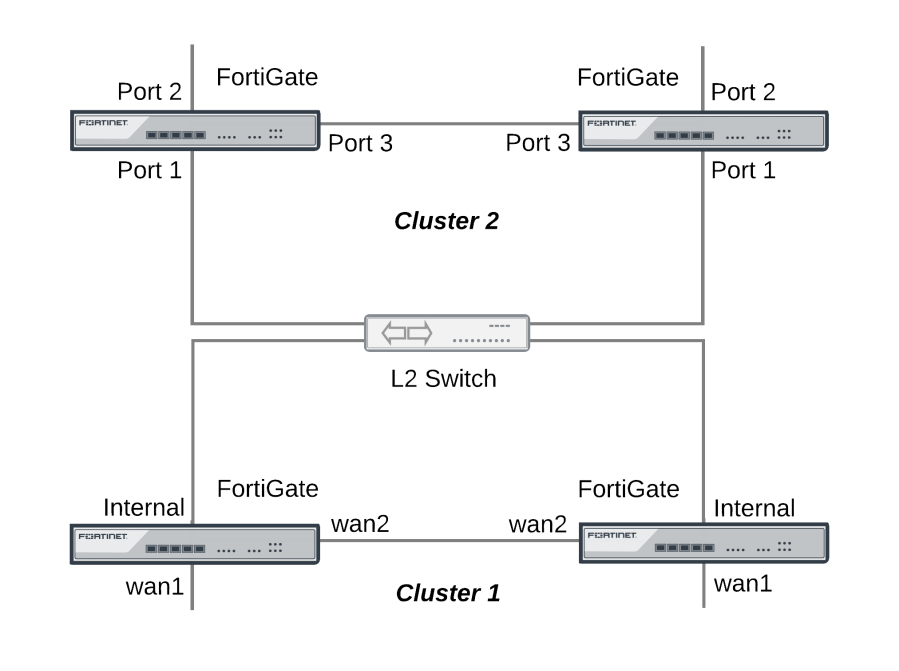 FortiGate
FortiGate
Port 2
Port 2
FORTINET
FORTINET
Port 3
Port 3
Port 1
Port 1
Cluster 2
L2 Switch
FortiGate
FortiGate
Internal
Internal
wan2
wan2
FORTINET
FORTINET
wan1
wan1
Cluster 1